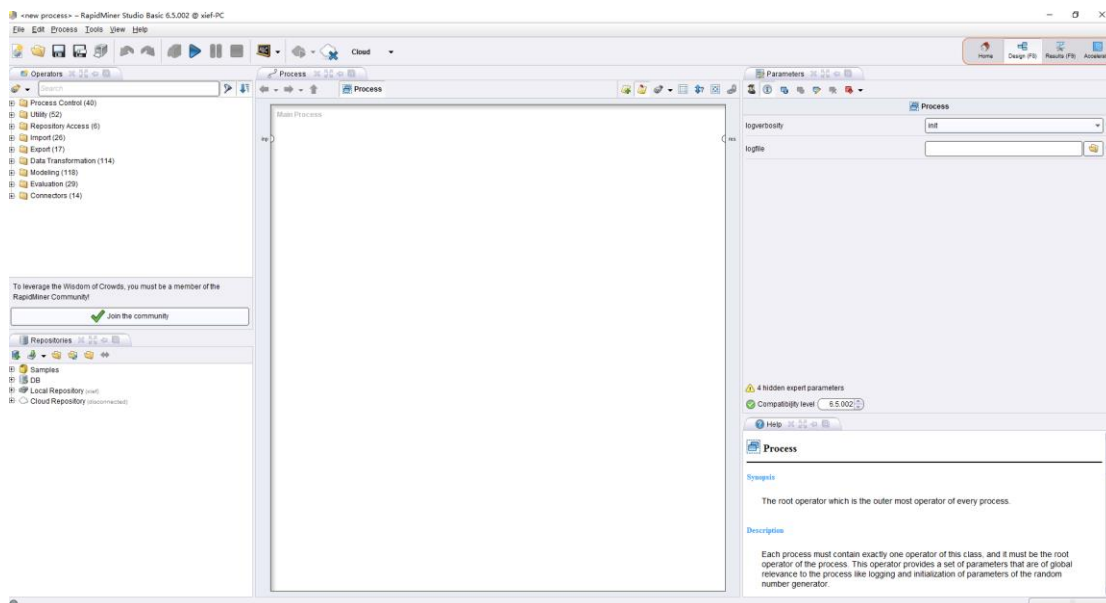 <new process> – RapidMiner Studio Basic 6.5.002 @ xief-PC
File Edit Process Tools View Help
Cloud
Home Design (F8) Results (F9) Accelerat
Operators
Search
Process Control (40)
Utility (52)
Repository Access (6)
Import (26)
Export (17)
Data Transformation (114)
Modeling (118)
Evaluation (29)
Connectors (14)
To leverage the Wisdom of Crowds, you must be a member of the
RapidMiner Community!
Join the community
Repositories
Samples
DB
Local Repository (xief)
Cloud Repository (disconnected)
Process
Process
Main Process
inp
res
Parameters
Process
logverbosity init
logfile
4 hidden expert parameters
Compatibility level 6.5.002
Help
Process
Synopsis
The root operator which is the outer most operator of every process.
Description
Each process must contain exactly one operator of this class, and it must be the root
operator of the process. This operator provides a set of parameters that are of global
relevance to the process like logging and initialization of parameters of the random
number generator.